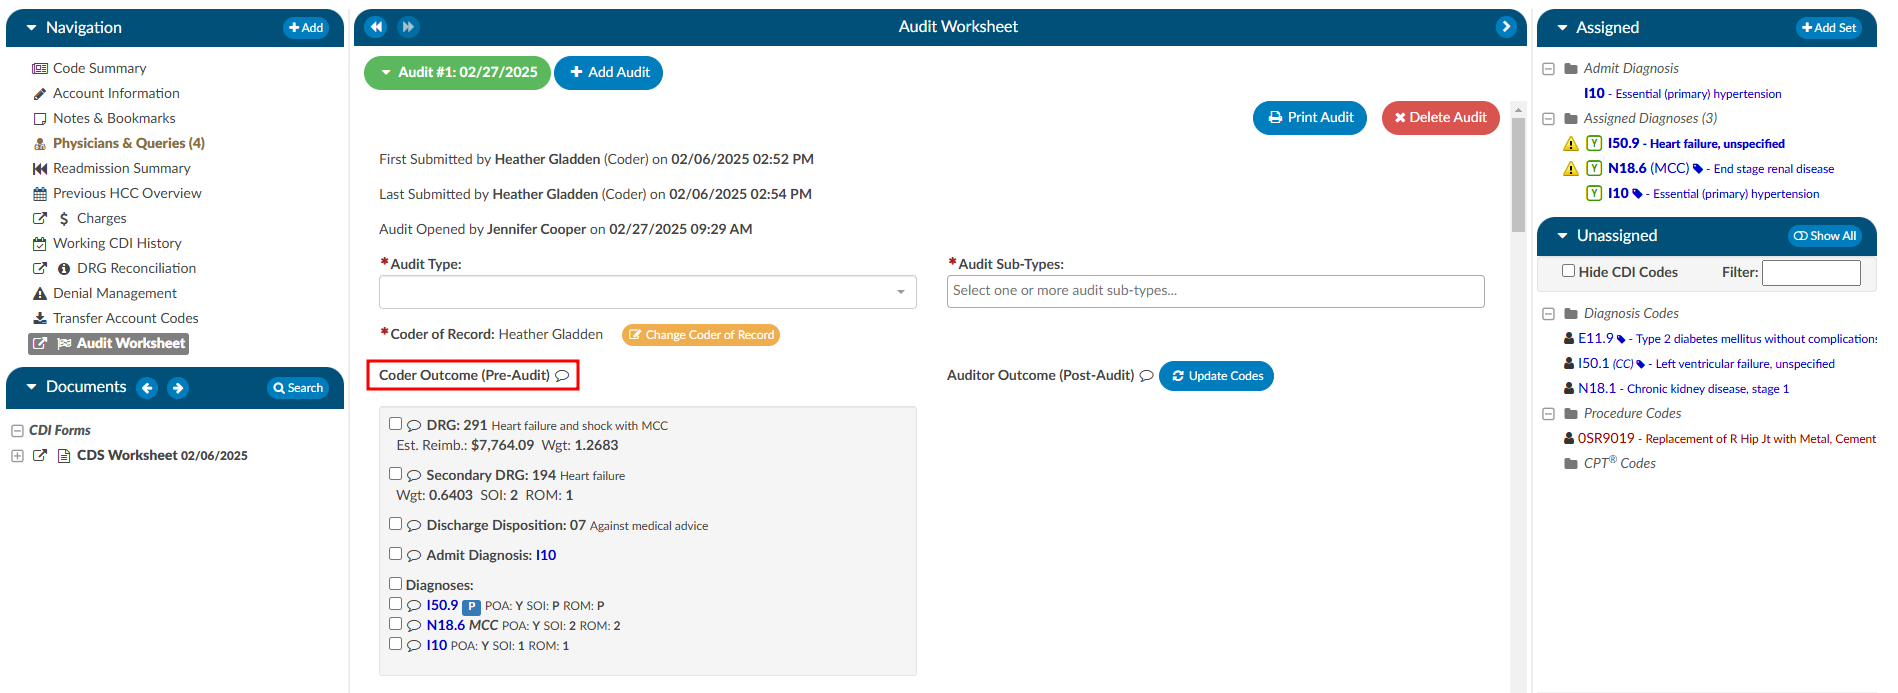 Navigation
Add
Code Summary
Account Information
Notes & Bookmarks
Physicians & Queries (4)
Readmission Summary
Previous HCC Overview
Charges
Working CDI History
DRG Reconciliation
Denial Management
Transfer Account Codes
Audit Worksheet
Documents
Search
CDI Forms
CDS Worksheet 02/06/2025
Audit Worksheet
Audit #1: 02/27/2025
Add Audit
Print Audit
Delete Audit
First Submitted by Heather Gladden (Coder) on 02/06/2025 02:52 PM
Last Submitted by Heather Gladden (Coder) on 02/06/2025 02:54 PM
Audit Opened by Jennifer Cooper on 02/27/2025 09:29 AM
*Audit Type:
*Audit Sub-Types:
Select one or more audit sub-types...
*Coder of Record: Heather Gladden
Change Coder of Record
Coder Outcome (Pre-Audit)
Auditor Outcome (Post-Audit)
Update Codes
DRG: 291 Heart failure and shock with MCC
Est. Reimb.: $7,764.09 Wgt: 1.2683
Secondary DRG: 194 Heart failure
Wgt: 0.6403 SOI: 2 ROM: 1
Discharge Disposition: 07 Against medical advice
Admit Diagnosis: I10
Diagnoses:
I50.9 P POA: Y SOI: P ROM: P
N18.6 MCC POA: Y SOI: 2 ROM: 2
I10 POA: Y SOI: 1 ROM: 1
Assigned
Add Set
Admit Diagnosis
I10 - Essential (primary) hypertension
Assigned Diagnoses (3)
Y I50.9 - Heart failure, unspecified
Y N18.6 (MCC) - End stage renal disease
Y I10 - Essential (primary) hypertension
Unassigned
Show All
Hide CDI Codes
Filter:
Diagnosis Codes
E11.9 - Type 2 diabetes mellitus without complications
I50.1 (CC) - Left ventricular failure, unspecified
N18.1 - Chronic kidney disease, stage 1
Procedure Codes
0SR9019 - Replacement of R Hip Jt with Metal, Cement
CPT® Codes